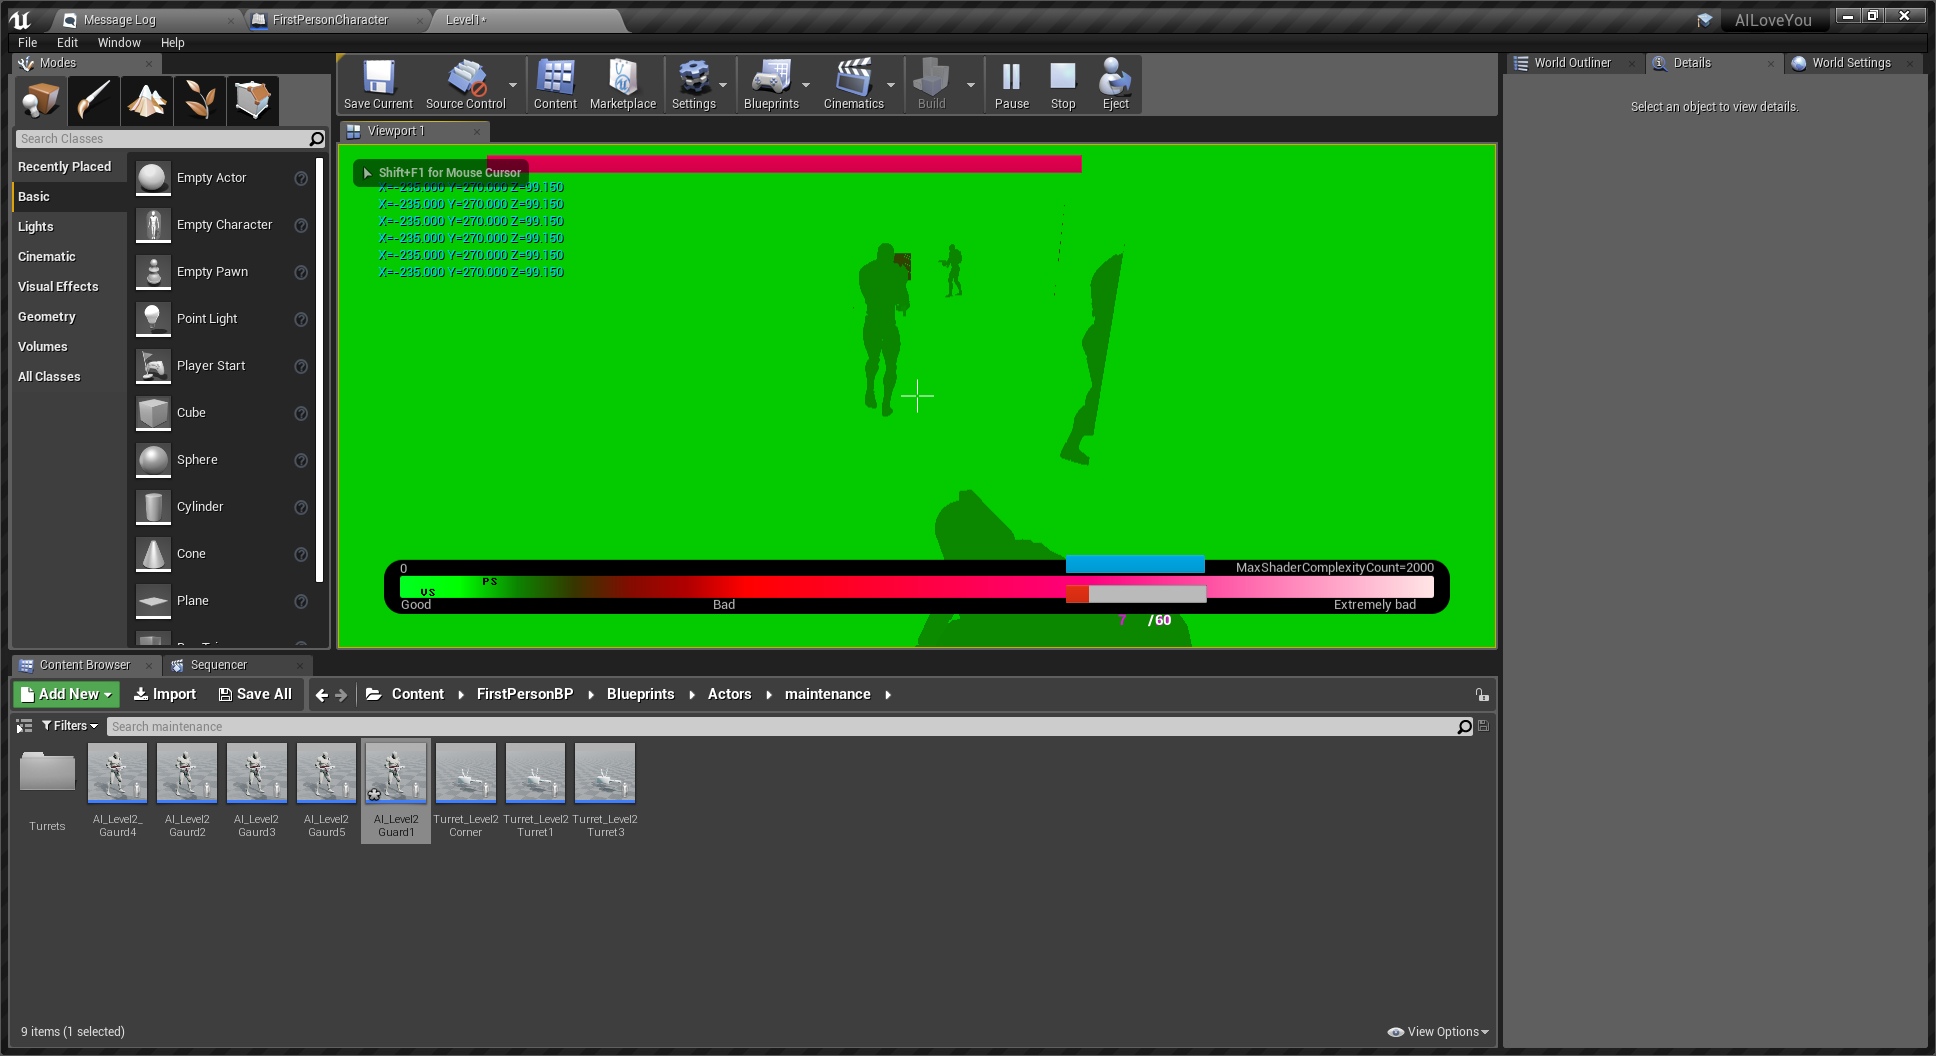 Message Log
FirstPersonCharacter
Level1*
AILoveYou
File Edit Window Help
Modes
Search Classes
Recently Placed
Basic
Lights
Cinematic
Visual Effects
Geometry
Volumes
All Classes
Empty Actor
Empty Character
Empty Pawn
Point Light
Player Start
Cube
Sphere
Cylinder
Cone
Plane
Save Current
Source Control
Content
Marketplace
Settings
Blueprints
Cinematics
Build
Pause
Stop
Eject
Viewport 1
Shift+F1 for Mouse Cursor
X=-235.000 Y=270.000 Z=99.150
X=-235.000 Y=270.000 Z=99.150
X=-235.000 Y=270.000 Z=99.150
X=-235.000 Y=270.000 Z=99.150
X=-235.000 Y=270.000 Z=99.150
X=-235.000 Y=270.000 Z=99.150
0
MaxShaderComplexityCount=2000
PS
VS
Good
Bad
Extremely bad
7 /60
World Outliner
Details
World Settings
Select an object to view details.
Content Browser
Sequencer
Add New
Import
Save All
Content
FirstPersonBP
Blueprints
Actors
maintenance
Filters
Search maintenance
Turrets
AI_Level2_
Gaurd4
AI_Level2
Gaurd2
AI_Level2
Gaurd3
AI_Level2
Gaurd5
AI_Level2
Guard1
Turret_Level2
Corner
Turret_Level2
Turret1
Turret_Level2
Turret3
9 items (1 selected)
View Options